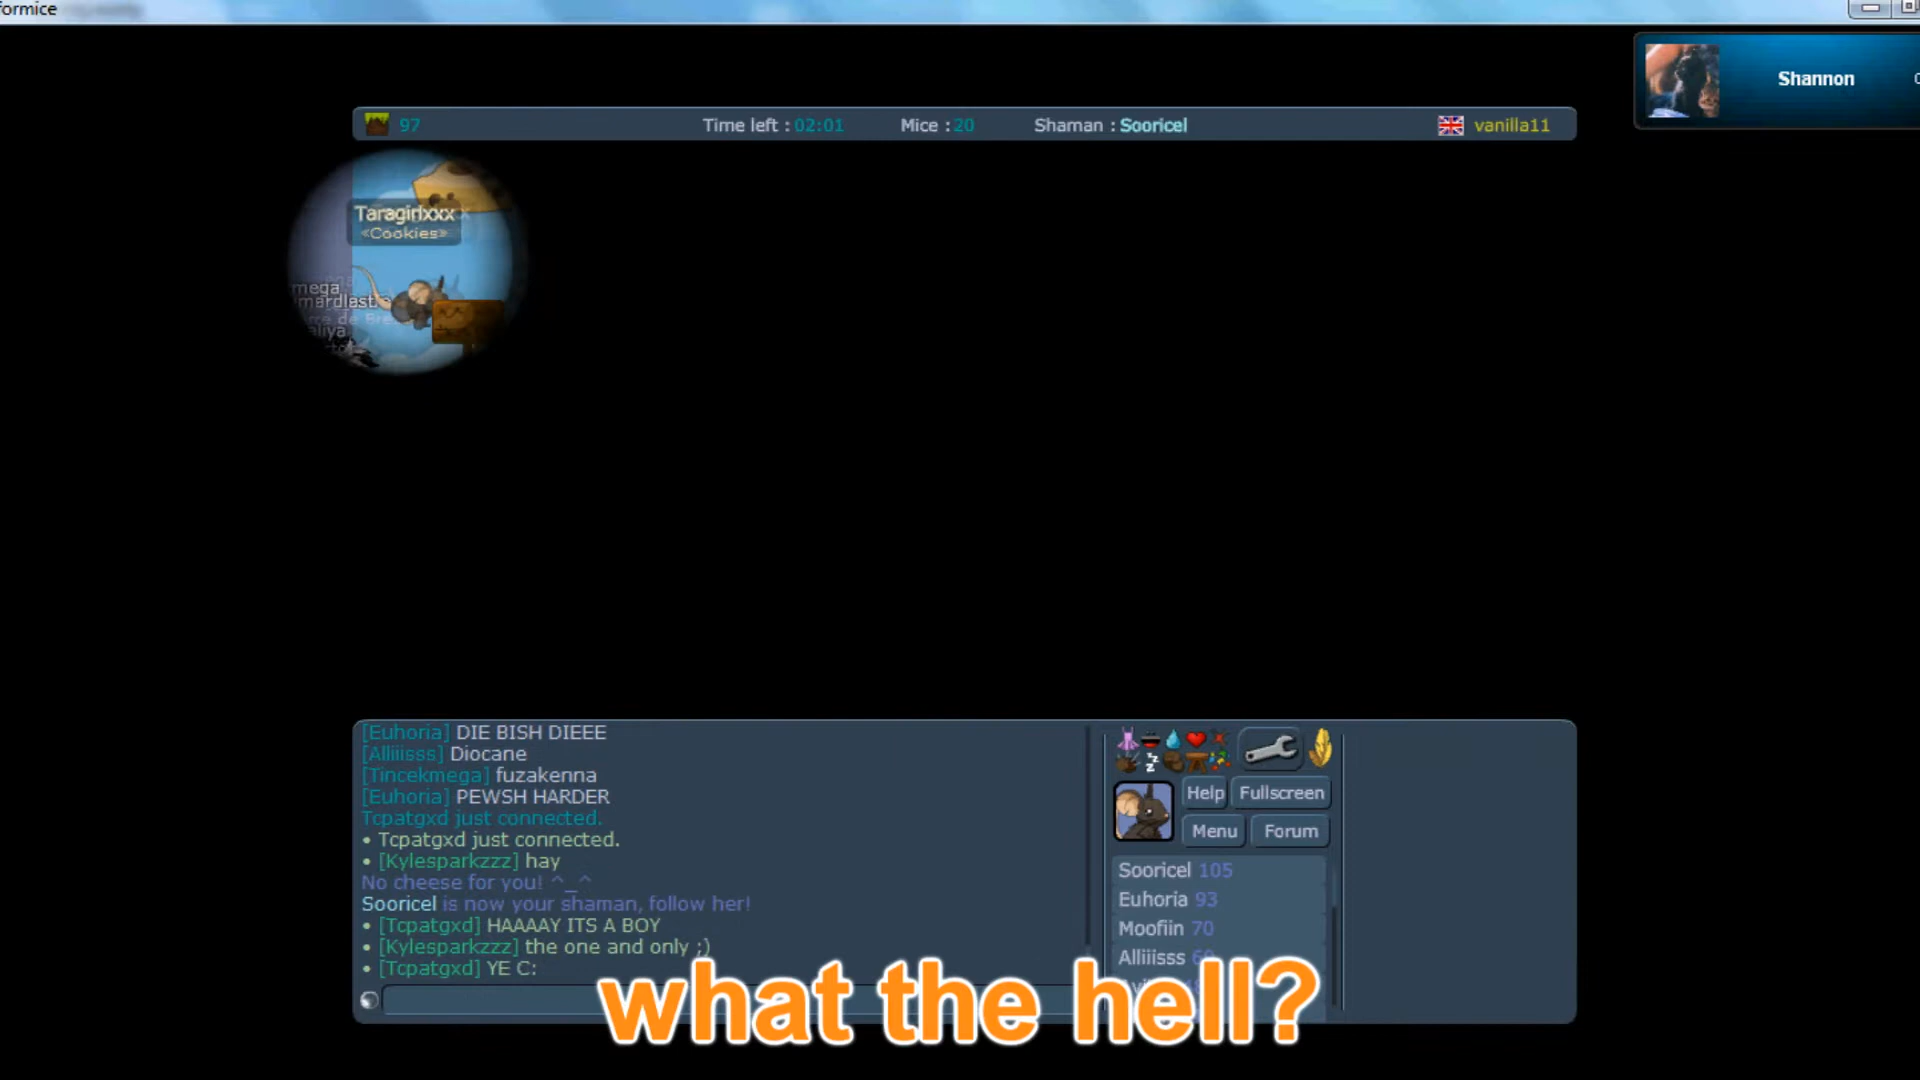 formice
Shannon
97
Time left : 02:01
Mice : 20
Shaman : Sooricel
vanilla11
Taragirlxxx
«Cookies»
mega
mardlast
aliya
[Euhoria] DIE BISH DIEEE
[Alliiisss] Diocane
[Tincekmega] fuzakenna
[Euhoria] PEWSH HARDER
Tcpatgxd just connected.
• Tcpatgxd just connected.
• [Kylesparkzzz] hay
No cheese for you! ^_^
Sooricel is now your shaman, follow her!
• [Tcpatgxd] HAAAAY ITS A BOY
• [Kylesparkzzz] the one and only ;)
• [Tcpatgxd] YE C:
Help
Fullscreen
Menu
Forum
Sooricel 105
Euhoria 93
Moofiin 70
Alliiisss
what the hell?